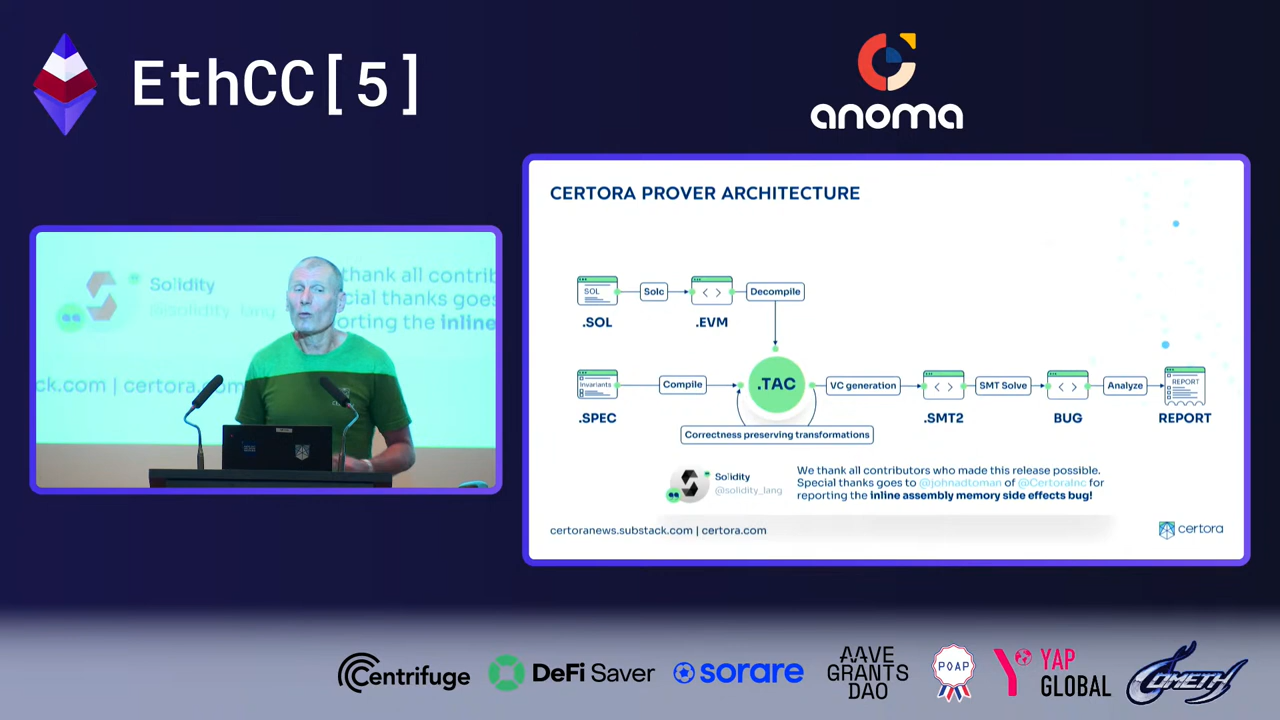 EthCC[5]
anoma
CERTORA PROVER ARCHITECTURE
SOL
Solc
Decompile
.SOL
.EVM
Invariants
Compile
.TAC
VC generation
SMT Solve
Analyze
REPORT
.SPEC
.SMT2
BUG
REPORT
Correctness preserving transformations
Solidity
@solidity_lang
We thank all contributors who made this release possible.
Special thanks goes to @johnadtoman of @CertoraInc for
reporting the inline assembly memory side effects bug!
certoranews.substack.com | certora.com
certora
Solidity
solidity_lang
thank all contrib
cial thanks goes
orting the inline
ck.com | certora.com
Centrifuge
DeFi Saver
sorare
AAVE
GRANTS
DAO
POAP
YAP
GLOBAL
COMETH